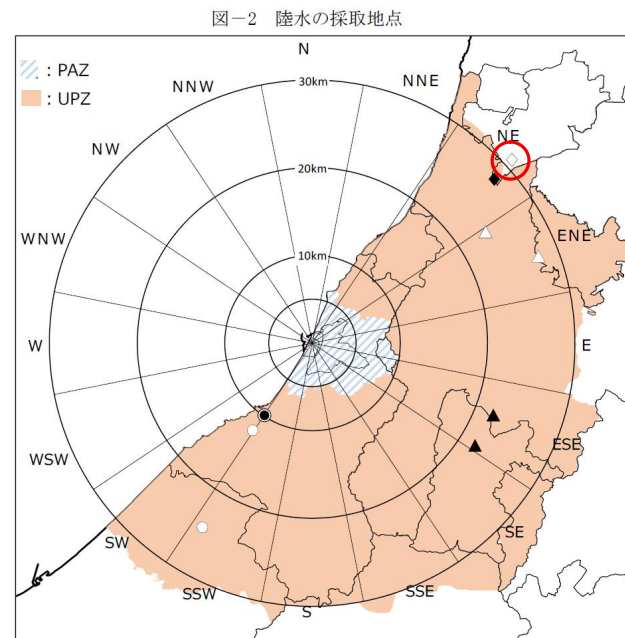 図－2 陸水の採取地点
：PAZ
：UPZ
N
NNW
NNE
30km
NW
NE
20km
WNW
ENE
10km
W
E
WSW
ESE
SW
SE
SSW
SSE
S